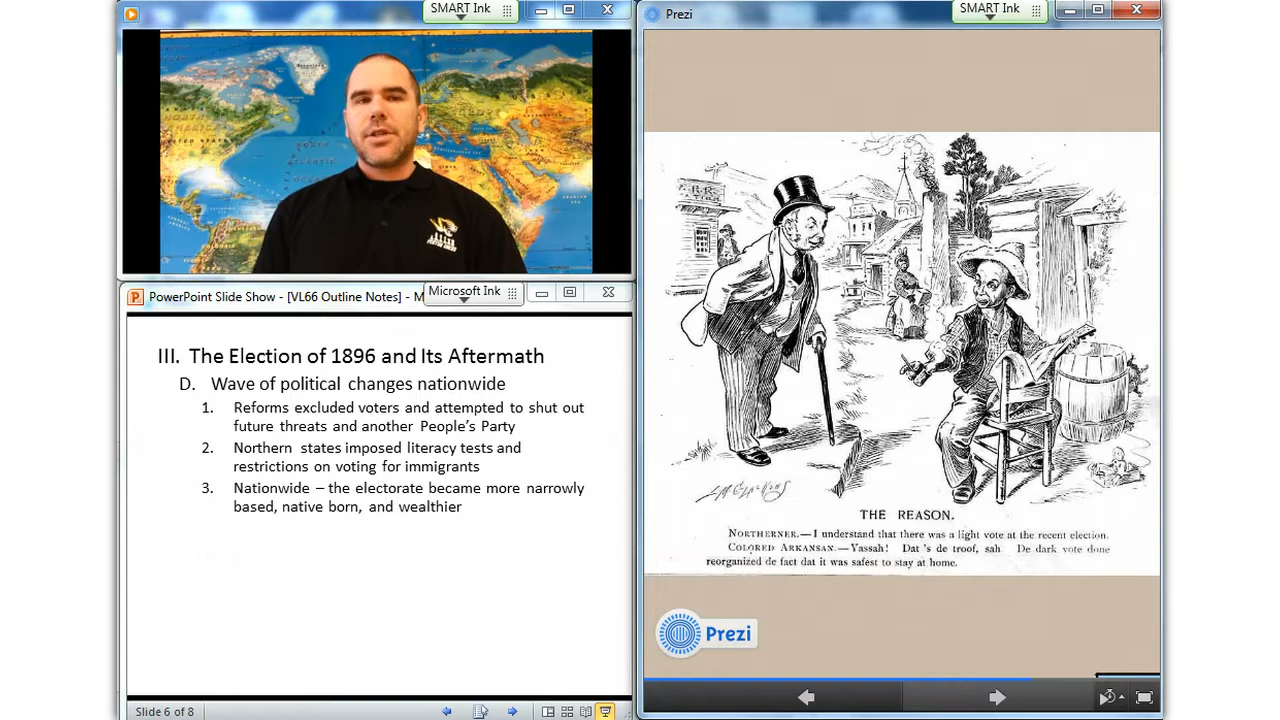 SMART Ink
PowerPoint Slide Show - [VL66 Outline Notes] - M
Microsoft Ink
III. The Election of 1896 and Its Aftermath
D. Wave of political changes nationwide
1. Reforms excluded voters and attempted to shut out
future threats and another People's Party
2. Northern states imposed literacy tests and
restrictions on voting for immigrants
3. Nationwide – the electorate became more narrowly
based, native born, and wealthier
Slide 6 of 8
Prezi
SMART Ink
R.R.
THE REASON.
NORTHERNER.—I understand that there was a light vote at the recent election.
COLORED ARKANSAN.—Yassah! Dat 's de troof, sah De dark vote done
reorganized de fact dat it was safest to stay at home.
Prezi